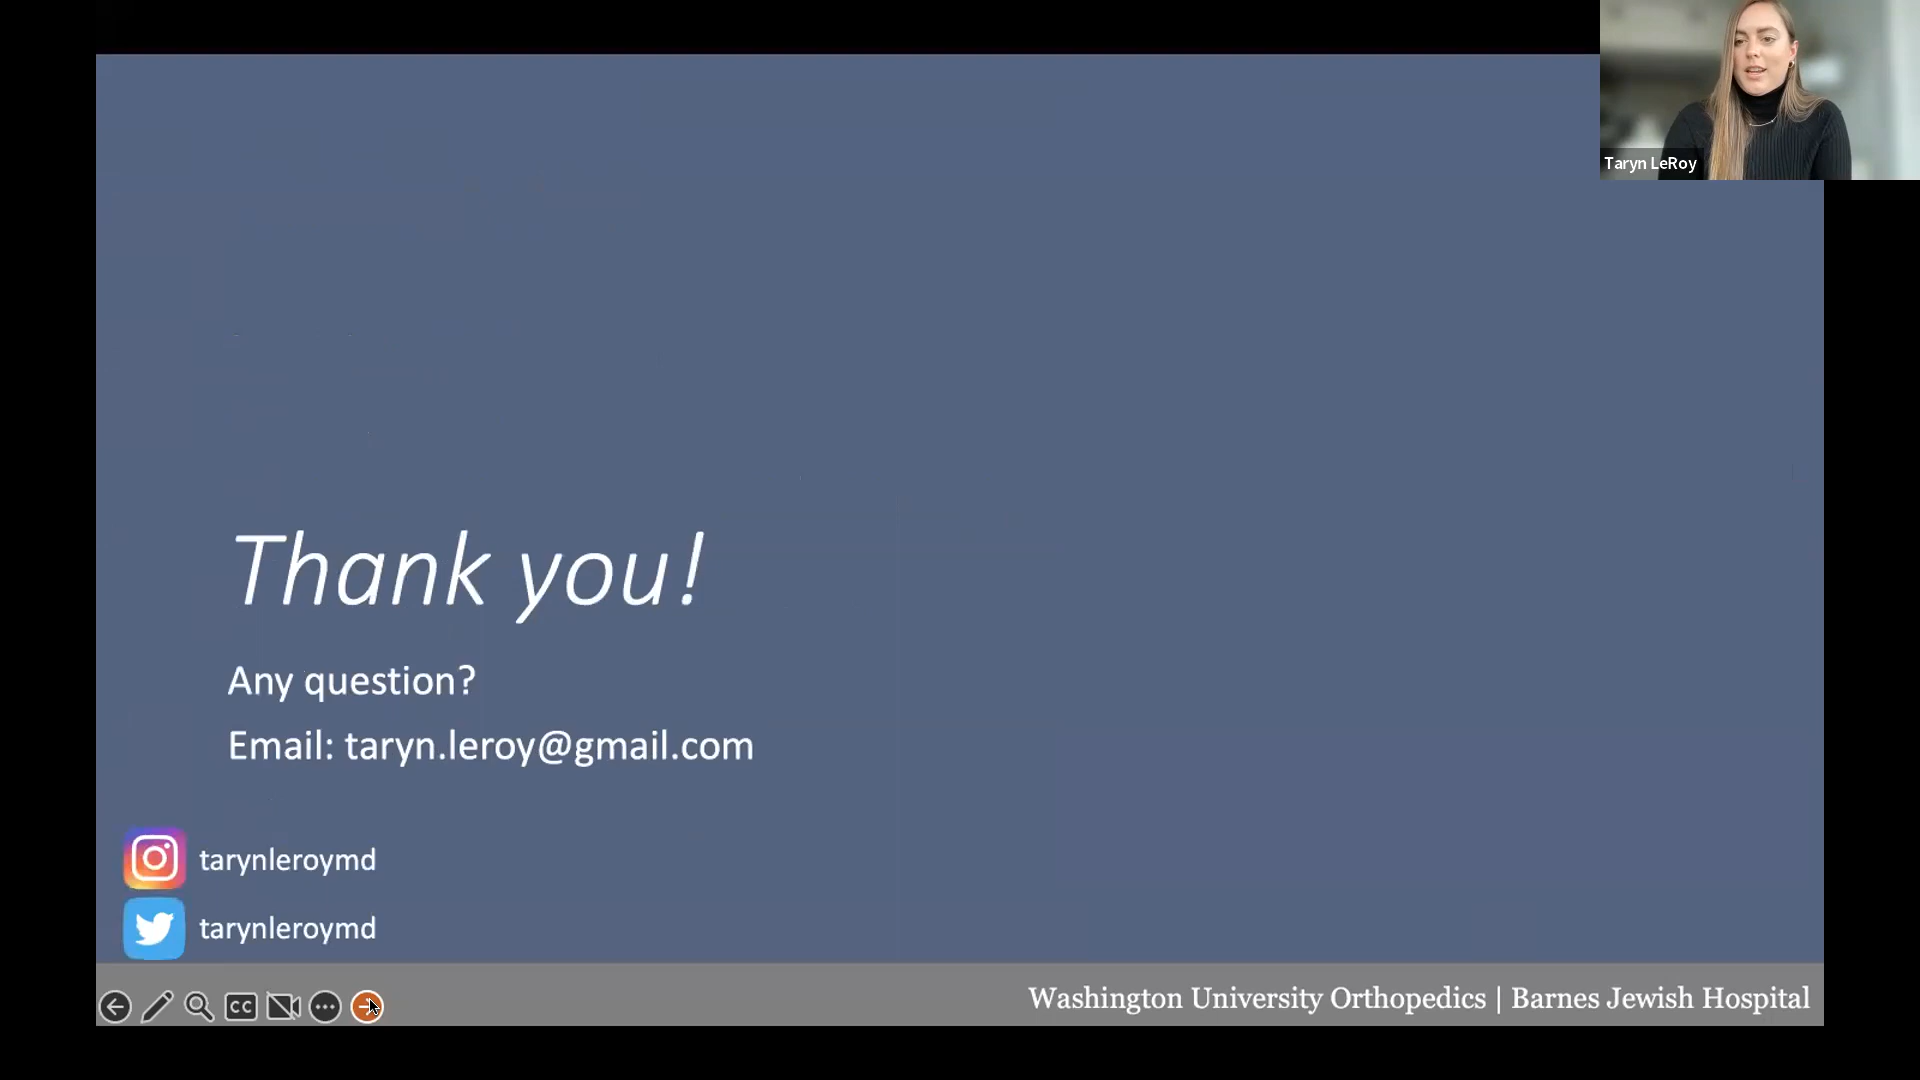 Taryn LeRoy
Thank you!
Any question?
Email: taryn.leroy@gmail.com
tarynleroymd
tarynleroymd
CC
Washington University Orthopedics | Barnes Jewish Hospital